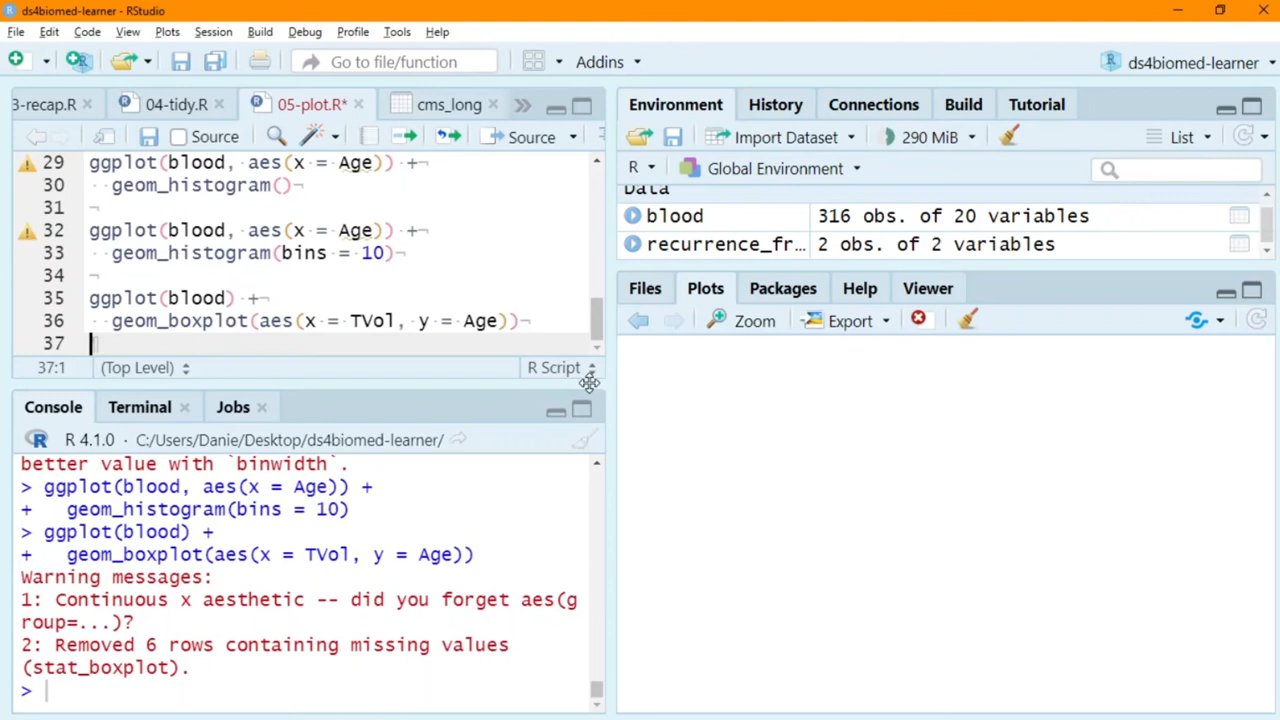 ds4biomed-learner - RStudio
File Edit Code View Plots Session Build Debug Profile Tools Help
Go to file/function Addins ds4biomed-learner
3-recap.R 04-tidy.R 05-plot.R* cms_long
Source Source
29 ggplot(blood, aes(x = Age)) +
30 geom_histogram()
31
32 ggplot(blood, aes(x = Age)) +
33 geom_histogram(bins = 10)
34
35 ggplot(blood) +
36 geom_boxplot(aes(x = TVol, y = Age))
37
37:1 (Top Level) R Script
Console Terminal Jobs
R 4.1.0 · C:/Users/Danie/Desktop/ds4biomed-learner/
better value with `binwidth`.
> ggplot(blood, aes(x = Age)) +
+ geom_histogram(bins = 10)
> ggplot(blood) +
+ geom_boxplot(aes(x = TVol, y = Age))
Warning messages:
1: Continuous x aesthetic -- did you forget aes(g
roup=...)?
2: Removed 6 rows containing missing values
(stat_boxplot).
>
Environment History Connections Build Tutorial
Import Dataset 290 MiB List
R Global Environment
Data
blood 316 obs. of 20 variables
recurrence_fr... 2 obs. of 2 variables
Files Plots Packages Help Viewer
Zoom Export